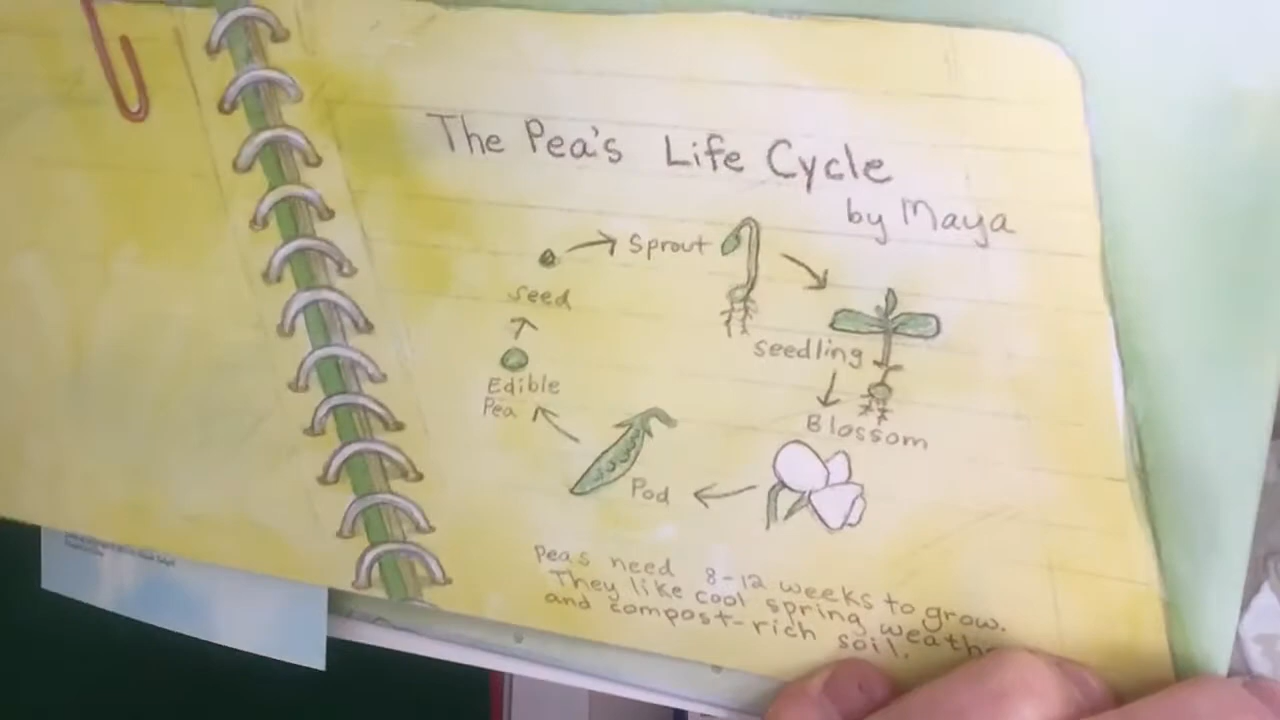 The Pea's Life Cycle
by Maya
Sprout
seed
seedling
Edible
Pea
Blossom
Pod
Peas need 8-12 weeks to grow.
They like cool spring
and compost-rich soil.